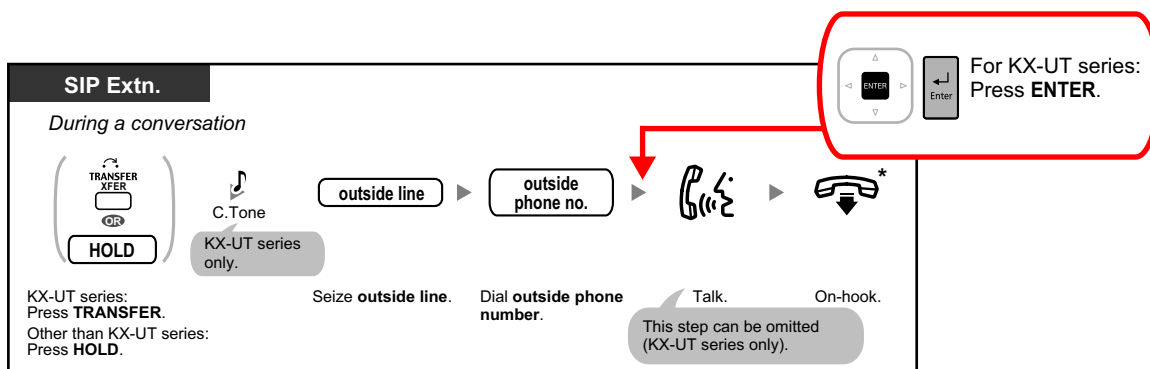 For KX-UT series:
Press ENTER.
ENTER
Enter
SIP Extn.
During a conversation
TRANSFER
XFER
OR
HOLD
C.Tone
KX-UT series
only.
outside line
outside
phone no.
*
KX-UT series:
Press TRANSFER.
Other than KX-UT series:
Press HOLD.
Seize outside line.
Dial outside phone
number.
Talk.
This step can be omitted
(KX-UT series only).
On-hook.